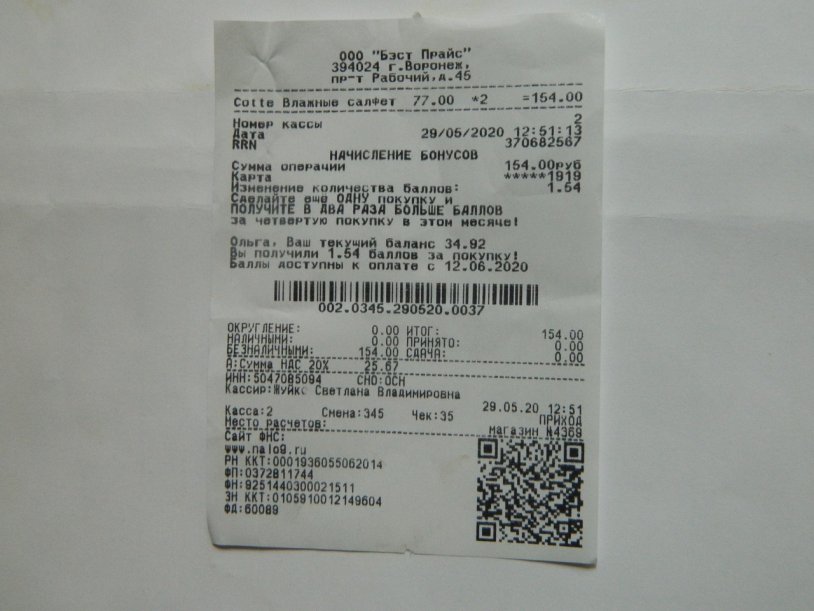 ООО "Бэст Прайс"
394024 г.Воронеж,
пр-т Рабочий,д.45
Cotte Влажные салфет 77.00 *2 =154.00
Номер кассы 2
Дата 29/05/2020 12:51:13
RRN 370682567
НАЧИСЛЕНИЕ БОНУСОВ
Сумма операции 154.00руб
Карта *****1919
Изменение количества баллов: 1.54
Сделайте еще ОДНУ покупку и
ПОЛУЧИТЕ В ДВА РАЗА БОЛЬШЕ БАЛЛОВ
за четвертую покупку в этом месяце!
Ольга, Ваш текущий баланс 34.92
Вы получили 1.54 баллов за покупку!
Баллы доступны к оплате с 12.06.2020
002.0345.290520.0037
ОКРУГЛЕНИЕ: 0.00 ИТОГ: 154.00
НАЛИЧНЫМИ: 0.00 ПРИНЯТО: 0.00
БЕЗНАЛИЧНЫМИ: 154.00 СДАЧА: 0.00
А:Сумма НДС 20% 25.67
ИНН:5047085094 СНО:ОСН
Кассир:Жуйкс Светлана Владимировна
29.05.20 12:51
Касса:2 Смена:345 Чек:35 ПРИХОД
Место расчетов: магазин №4369
Сайт ФНС:
www.nalog.ru
РН ККТ:0001936055062014
ФП:0372811744
ФН:9251440300021511
ЗН ККТ:0105910012149604
ФД:60089